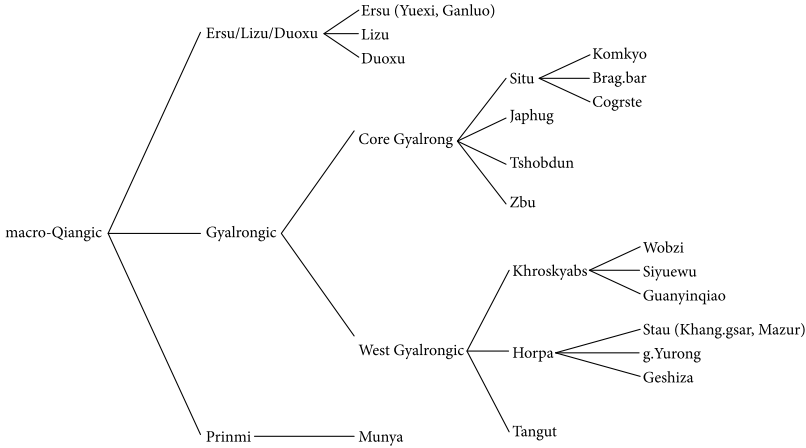 Ersu (Yuexi, Ganluo)
Ersu/Lizu/Duoxu
Lizu
Duoxu
Komkyo
Situ
Brag.bar
Cogrste
Japhug
Core Gyalrong
Tshobdun
Zbu
macro-Qiangic
Gyalrongic
Wobzi
Khroskyabs
Siyuewu
Guanyinqiao
Stau (Khang.gsar, Mazur)
West Gyalrongic
Horpa
g.Yurong
Geshiza
Tangut
Prinmi
Munya